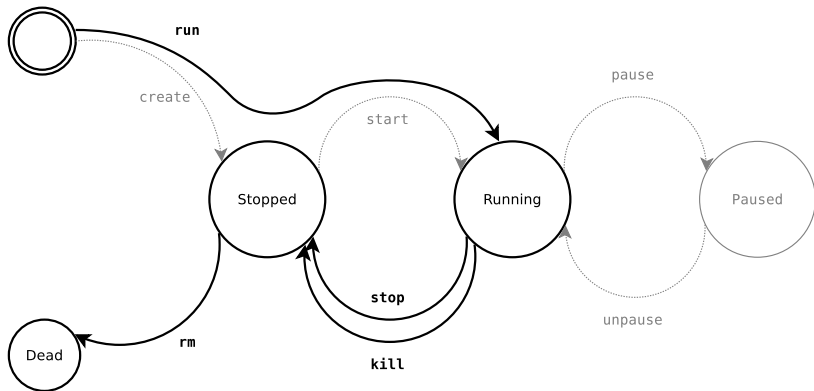 run
create
start
pause
Stopped
Running
Paused
stop
unpause
rm
Dead
kill